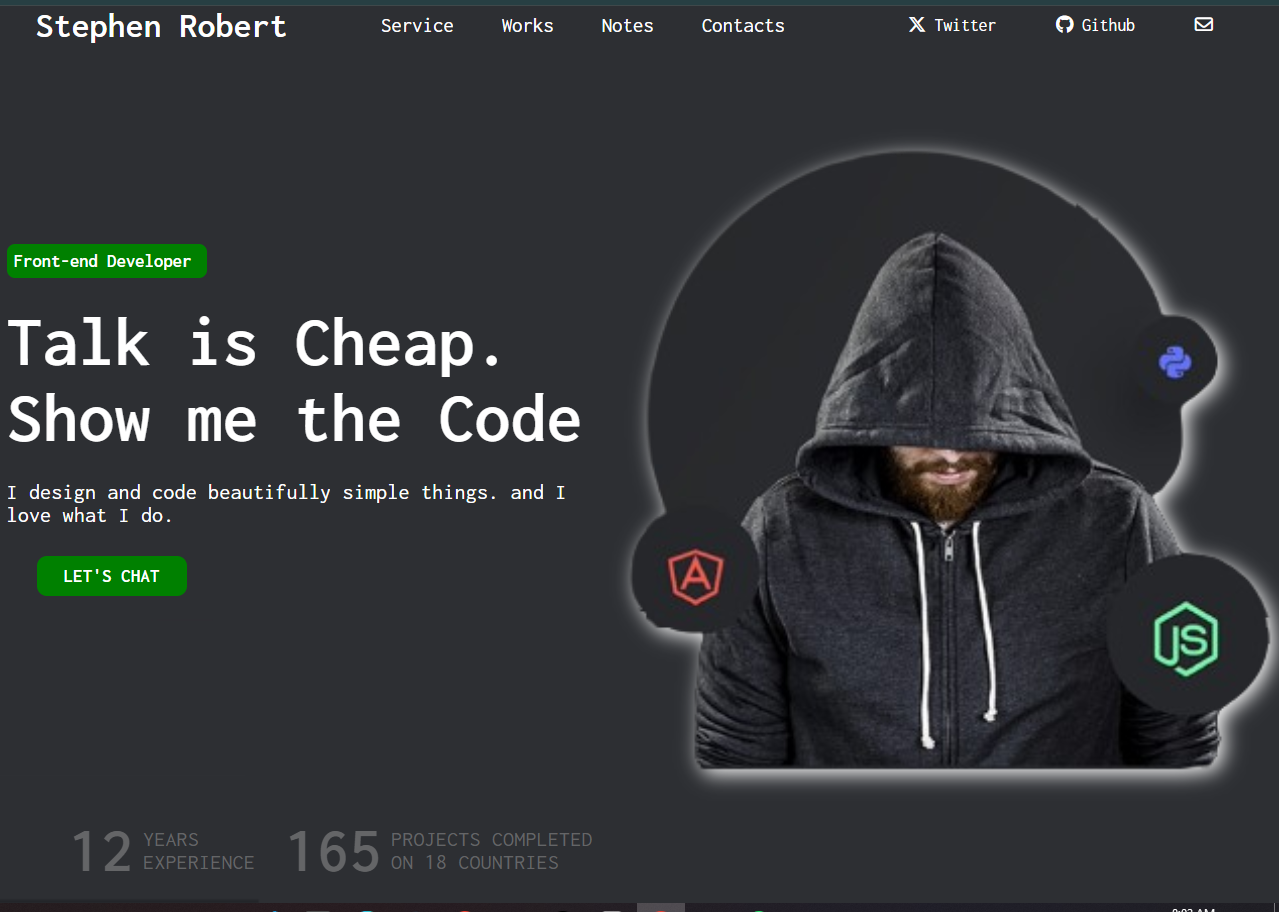 Stephen Robert
Service
Works
Notes
Contacts
Twitter
Github
Front-end Developer
Talk is Cheap.
Show me the Code
I design and code beautifully simple things. and I
love what I do.
LET'S CHAT
JS
12
YEARS
EXPERIENCE
165
PROJECTS COMPLETED
ON 18 COUNTRIES